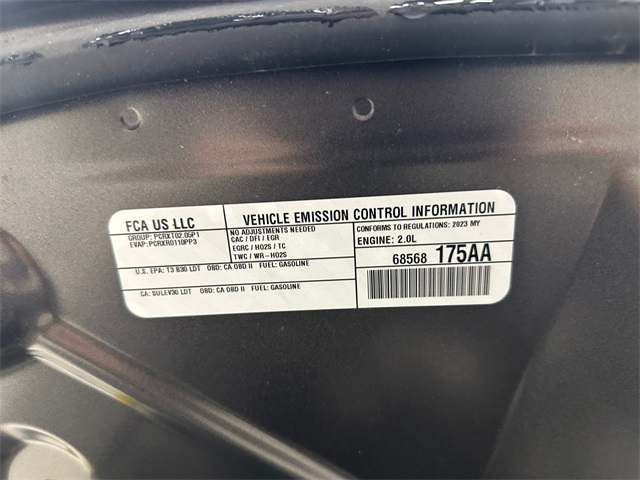 FCA US LLC
GROUP: PCRXT02.05P1
EVAP: PCRXR0110PP3
VEHICLE EMISSION CONTROL INFORMATION
NO ADJUSTMENTS NEEDED
CAC / DFI / EGR
EGRC / HO2S / TC
TWC / WR-HO2S
CONFORMS TO REGULATIONS: 2023 MY
ENGINE: 2.0L
U.S. EPA: T3 B30 LDT OBD: CA OBD II FUEL: GASOLINE
CA: SULEV30 LDT OBD: CA OBD II FUEL: GASOLINE
68568 175AA